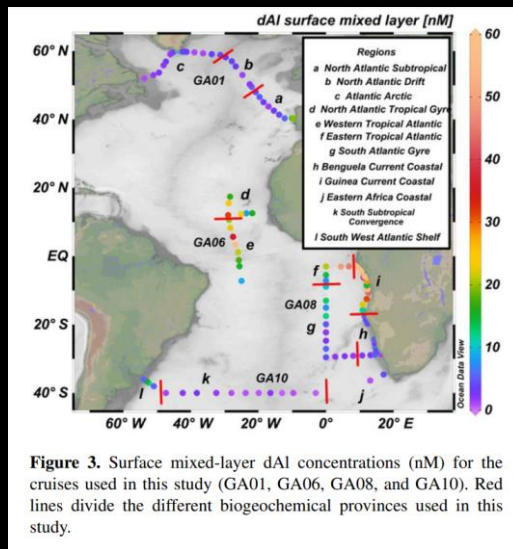 dAl surface mixed layer [nM]
60° N
40° N
20° N
EQ
20° S
40° S
60° W
40° W
20° W
0°
20° E
c
GA01
b
a
d
GA06
e
f
GA08
g
i
h
k
GA10
l
j
Regions
a North Atlantic Subtropical
b North Atlantic Drift
c Atlantic Arctic
d North Atlantic Tropical Gyre
e Western Tropical Atlantic
f Eastern Tropical Atlantic
g South Atlantic Gyre
h Benguela Current Coastal
i Guinea Current Coastal
j Eastern Africa Coastal
k South Subtropical
Convergence
l South West Atlantic Shelf
60
50
40
30
20
10
0
Ocean Data View
Figure 3. Surface mixed-layer dAl concentrations (nM) for the
cruises used in this study (GA01, GA06, GA08, and GA10). Red
lines divide the different biogeochemical provinces used in this
study.